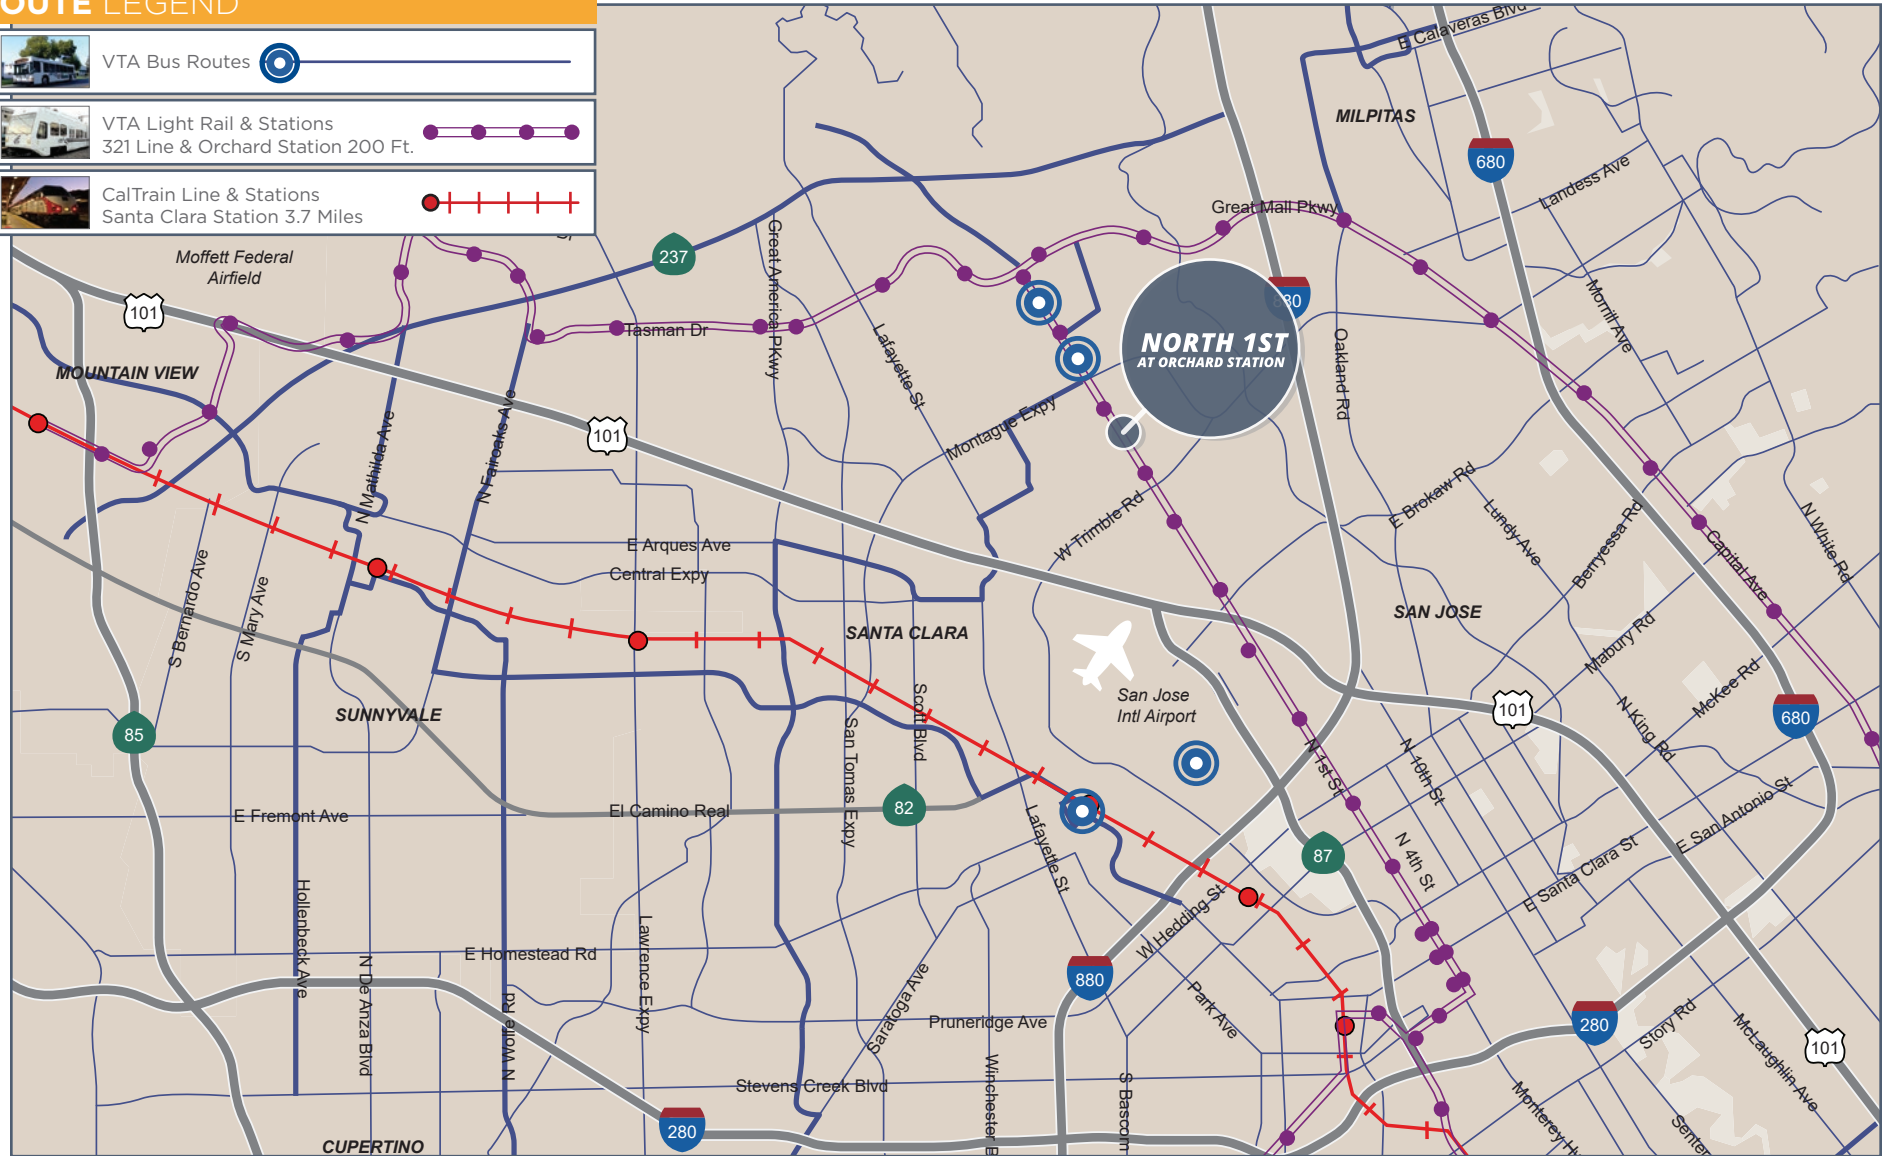 ROUTE LEGEND
VTA Bus Routes
VTA Light Rail & Stations
321 Line & Orchard Station 200 Ft.
CalTrain Line & Stations
Santa Clara Station 3.7 Miles
E Calaveras Blvd
MILPITAS
680
Landess Ave
Great Mall Pkwy
Moffett Federal
Airfield
237
Great America PKwy
101
Tasman Dr
Lafayette St
NORTH 1ST
AT ORCHARD STATION
Oakland Rd
Morrill Ave
MOUNTAIN VIEW
N Mathilda Ave
N Fairoaks Ave
101
Montague Expy
W Trimble Rd
E Brokaw Rd
Lundy Ave
Berryessa Rd
N White Rd
Capital Ave
E Arques Ave
Central Expy
S Bernardo Ave
S Mary Ave
SANTA CLARA
SAN JOSE
Mabury Rd
McKee Rd
N King Rd
San Jose
Intl Airport
101
680
SUNNYVALE
85
Scott Blvd
San Tomas Expy
N 1st St
N 10th St
E Fremont Ave
El Camino Real
82
Lafayette St
87
N 4th St
E San Antonio St
E Santa Clara St
Hollenbeck Ave
N De Anza Blvd
E Homestead Rd
N Wolfe Rd
Lawrence Expy
Saratoga Ave
Pruneridge Ave
W Hedding St
880
Park Ave
280
Story Rd
McLaughlin Ave
101
Stevens Creek Blvd
Winchester B
S Bascom
Monterey H
Senter
280
CUPERTINO